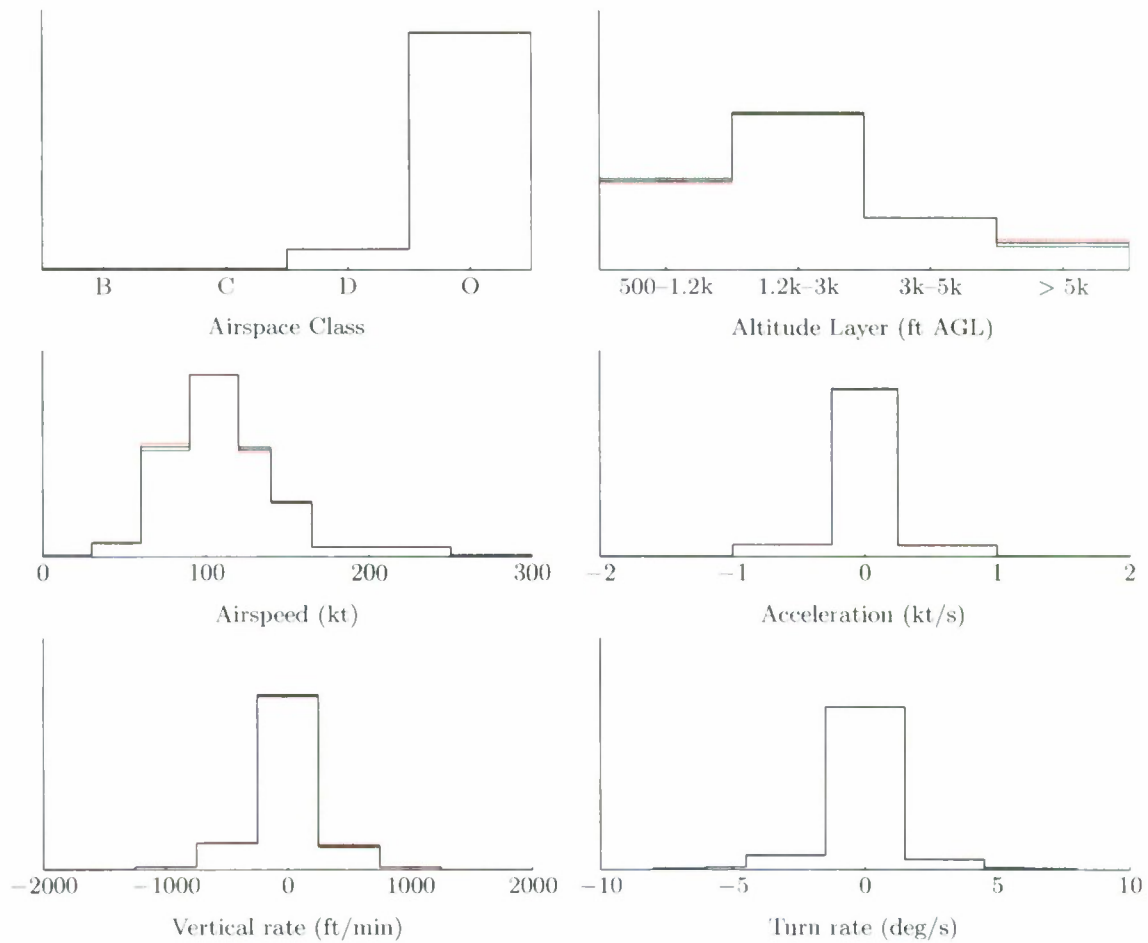 B C D O
Airspace Class
500–1.2k 1.2k–3k 3k–5k > 5k
Altitude Layer (ft AGL)
0 100 200 300
Airspeed (kt)
−2 −1 0 1 2
Acceleration (kt/s)
−2000 −1000 0 1000 2000
Vertical rate (ft/min)
−10 −5 0 5 10
Turn rate (deg/s)